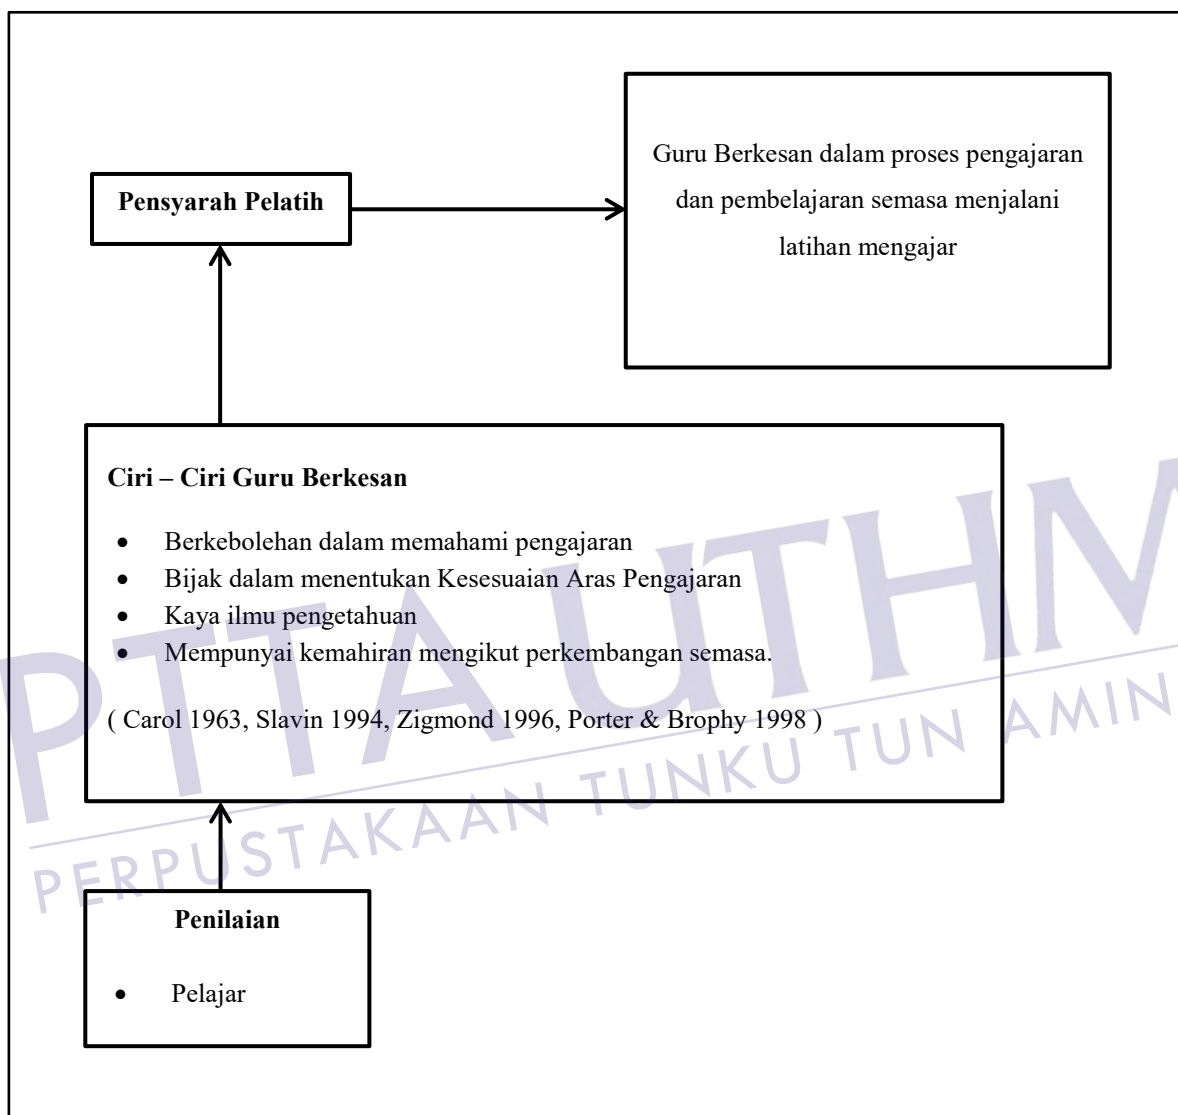 Guru Berkesan dalam proses pengajaran
dan pembelajaran semasa menjalani
latihan mengajar
Pensyarah Pelatih
Ciri – Ciri Guru Berkesan
• Berkebolehan dalam memahami pengajaran
• Bijak dalam menentukan Kesesuaian Aras Pengajaran
• Kaya ilmu pengetahuan
• Mempunyai kemahiran mengikut perkembangan semasa.
( Carol 1963, Slavin 1994, Zigmond 1996, Porter & Brophy 1998 )
Penilaian
• Pelajar
PTTA UTHM
PERPUSTAKAAN TUNKU TUN AMIN